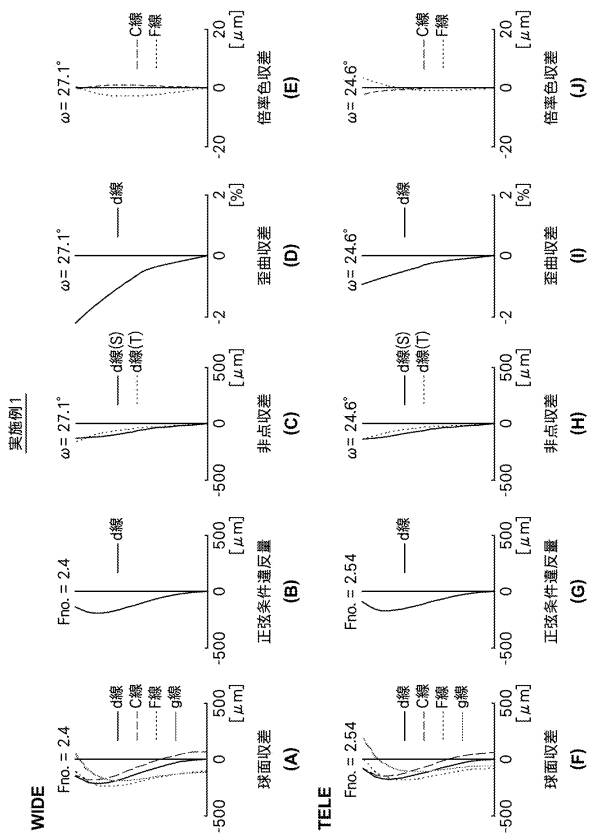 実施例1
WIDE
Fno. = 2.4
d線
C線
F線
g線
-500 0 500
[μm]
球面収差
(A)
Fno. = 2.4
d線
-500 0 500
[μm]
正弦条件違反量
(B)
ω= 27.1°
d線(S)
d線(T)
-500 0 500
[μm]
非点収差
(C)
ω= 27.1°
d線
-2 0 2
[%]
歪曲収差
(D)
ω= 27.1°
C線
F線
-20 0 20
[μm]
倍率色収差
(E)
TELE
Fno. = 2.54
d線
C線
F線
g線
-500 0 500
[μm]
球面収差
(F)
Fno. = 2.54
d線
-500 0 500
[μm]
正弦条件違反量
(G)
ω= 24.6°
d線(S)
d線(T)
-500 0 500
[μm]
非点収差
(H)
ω= 24.6°
d線
-2 0 2
[%]
歪曲収差
(I)
ω= 24.6°
C線
F線
-20 0 20
[μm]
倍率色収差
(J)